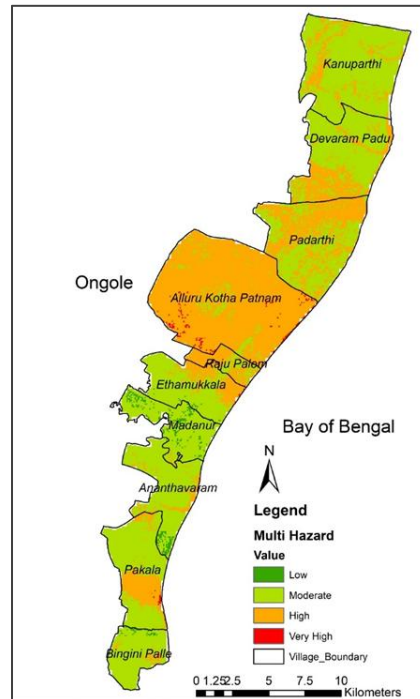 Kanuparthi
Devaram Padu
Padarthi
Ongole
Alluru Kotha Patnam
Raju Palem
Ethamukkala
Madanur
Bay of Bengal
Ananthavaram
N
Legend
Multi Hazard
Value
Low
Moderate
High
Very High
Village_Boundary
Pakala
Bingini Palle
0 1.25 2.5 5 7.5 10
Kilometers